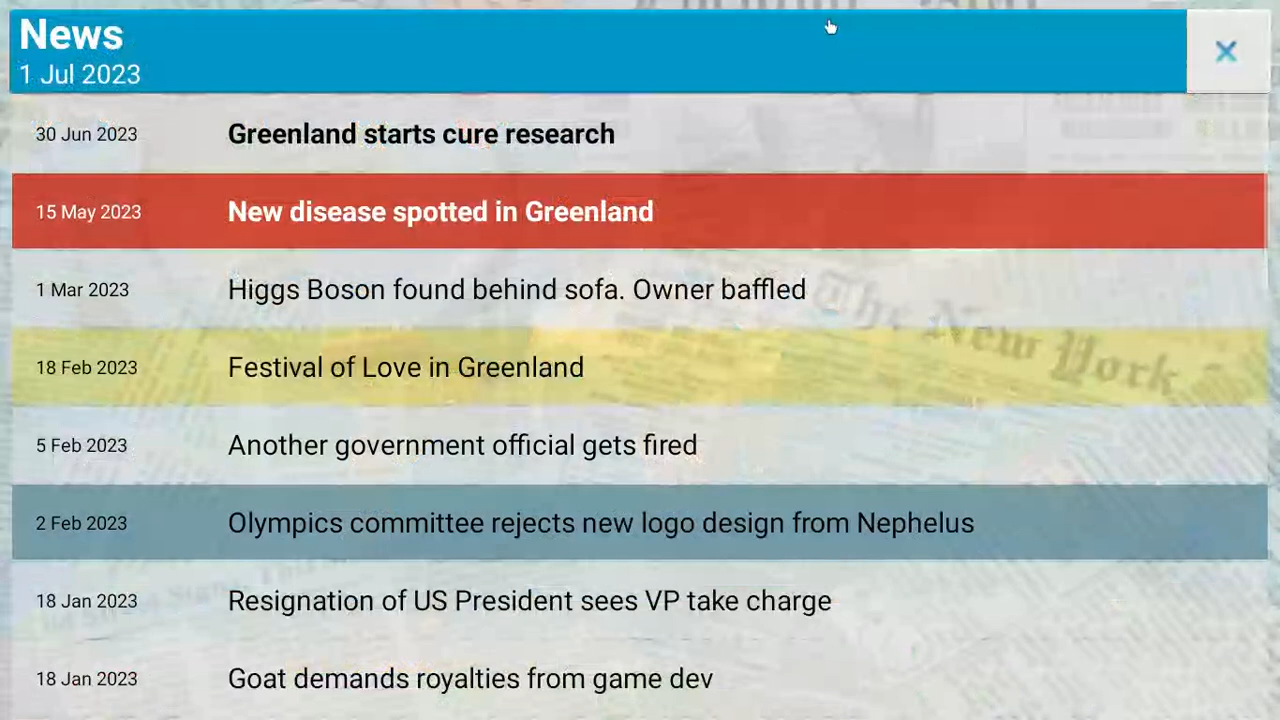 News
1 Jul 2023
30 Jun 2023 Greenland starts cure research
15 May 2023 New disease spotted in Greenland
1 Mar 2023 Higgs Boson found behind sofa. Owner baffled
The New York
18 Feb 2023 Festival of Love in Greenland
5 Feb 2023 Another government official gets fired
2 Feb 2023 Olympics committee rejects new logo design from Nephelus
18 Jan 2023 Resignation of US President sees VP take charge
18 Jan 2023 Goat demands royalties from game dev